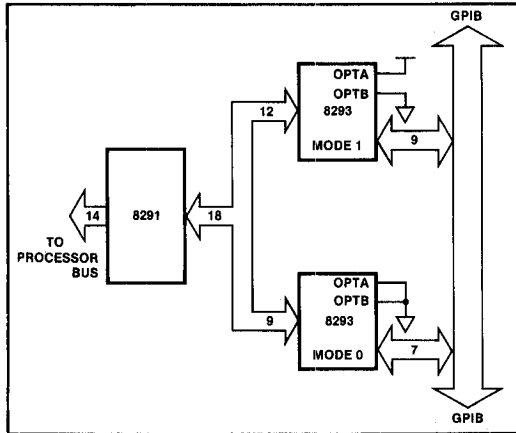 GPIB
OPTA
OPTB
8293
MODE 1
12
9
14
8291
18
TO
PROCESSOR
BUS
OPTA
OPTB
8293
MODE 0
9
7
GPIB